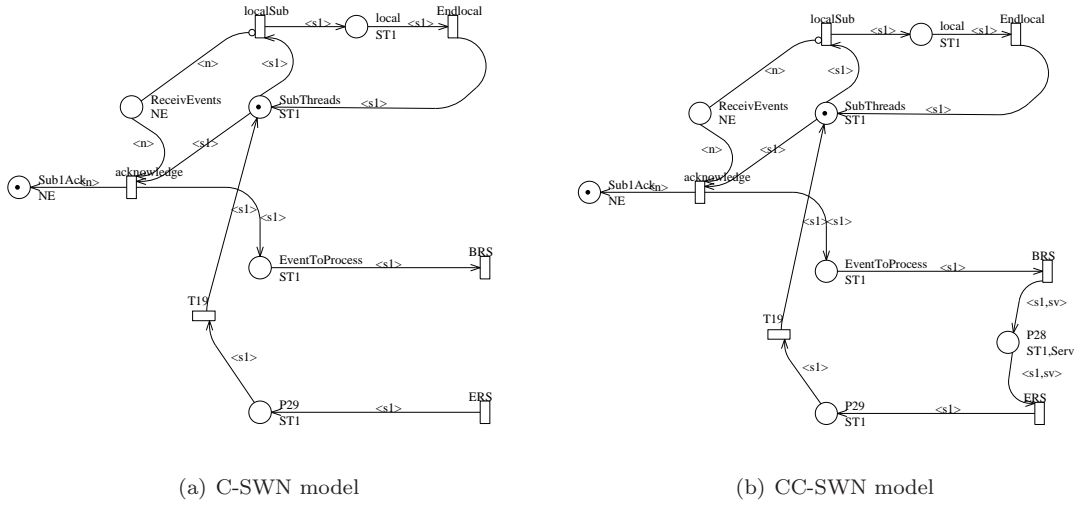 localSub
<s1>
local
ST1
<s1>
Endlocal
<n>
<s1>
ReceivEvents
NE
SubThreads
ST1
<s1>
<n>
<s1>
acknowledge
Sub1Ack
<n>
NE
<s1>
<s1>
EventToProcess
ST1
<s1>
BRS
T19
<s1>
P29
ST1
<s1>
ERS
(a) C-SWN model
localSub
<s1>
local
ST1
<s1>
Endlocal
<n>
<s1>
ReceivEvents
NE
SubThreads
ST1
<s1>
<n>
<s1>
acknowledge
Sub1Ack
<n>
NE
<s1>
<s1>
EventToProcess
ST1
<s1>
BRS
<s1,sv>
T19
P28
ST1,Serv
<s1>
<s1,sv>
P29
ST1
<s1>
ERS
(b) CC-SWN model